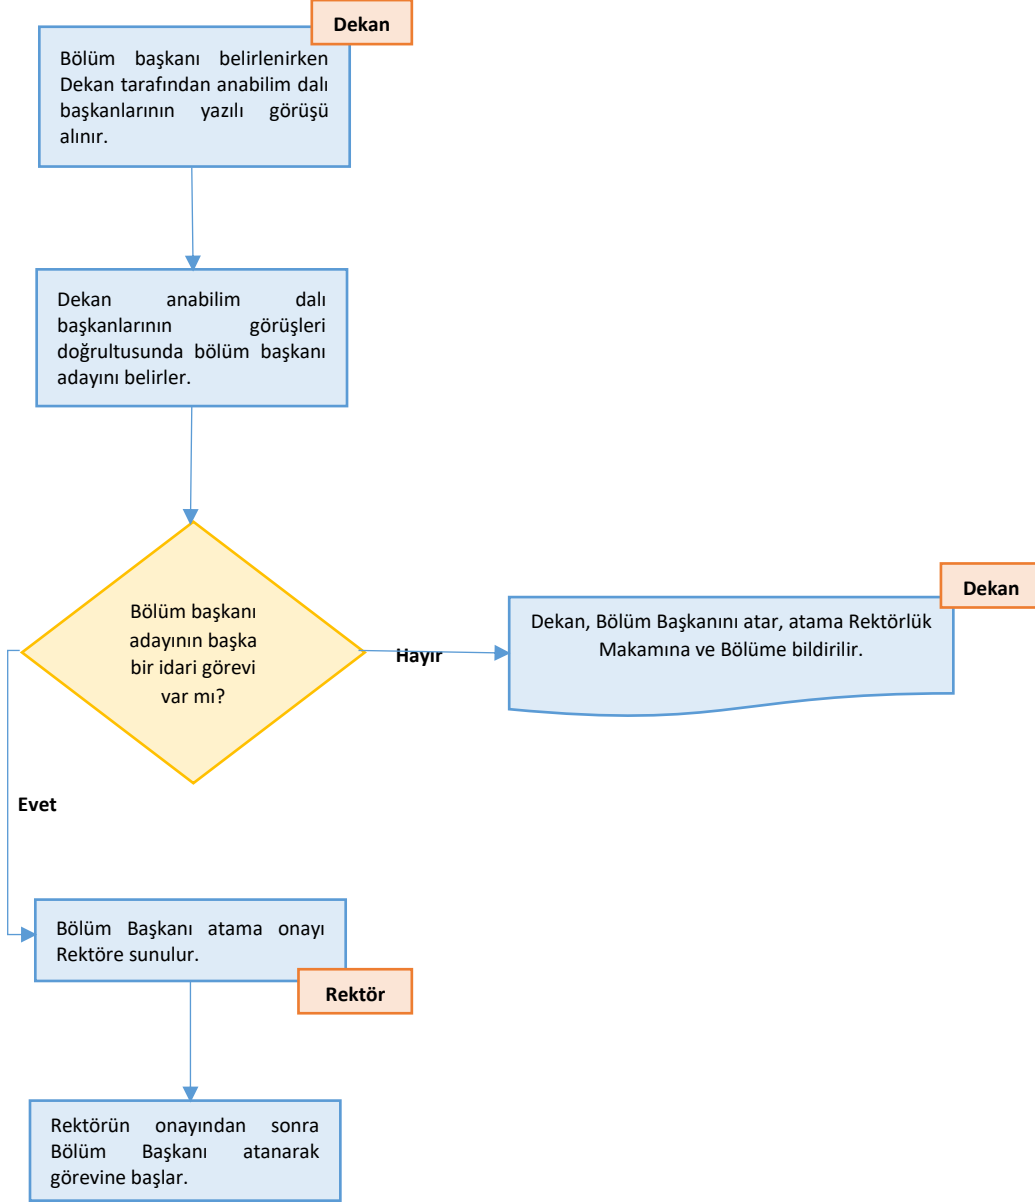 Dekan
Bölüm başkanı belirlenirken
Dekan tarafından anabilim dalı
başkanlarının yazılı görüşü
alınır.
Dekan anabilim dalı
başkanlarının görüşleri
doğrultusunda bölüm başkanı
adayını belirler.
Bölüm başkanı
adayının başka
bir idari görevi
var mı?
Hayır
Dekan
Dekan, Bölüm Başkanını atar, atama Rektörlük
Makamına ve Bölüme bildirilir.
Evet
Bölüm Başkanı atama onayı
Rektöre sunulur.
Rektör
Rektörün onayından sonra
Bölüm Başkanı atanarak
görevine başlar.